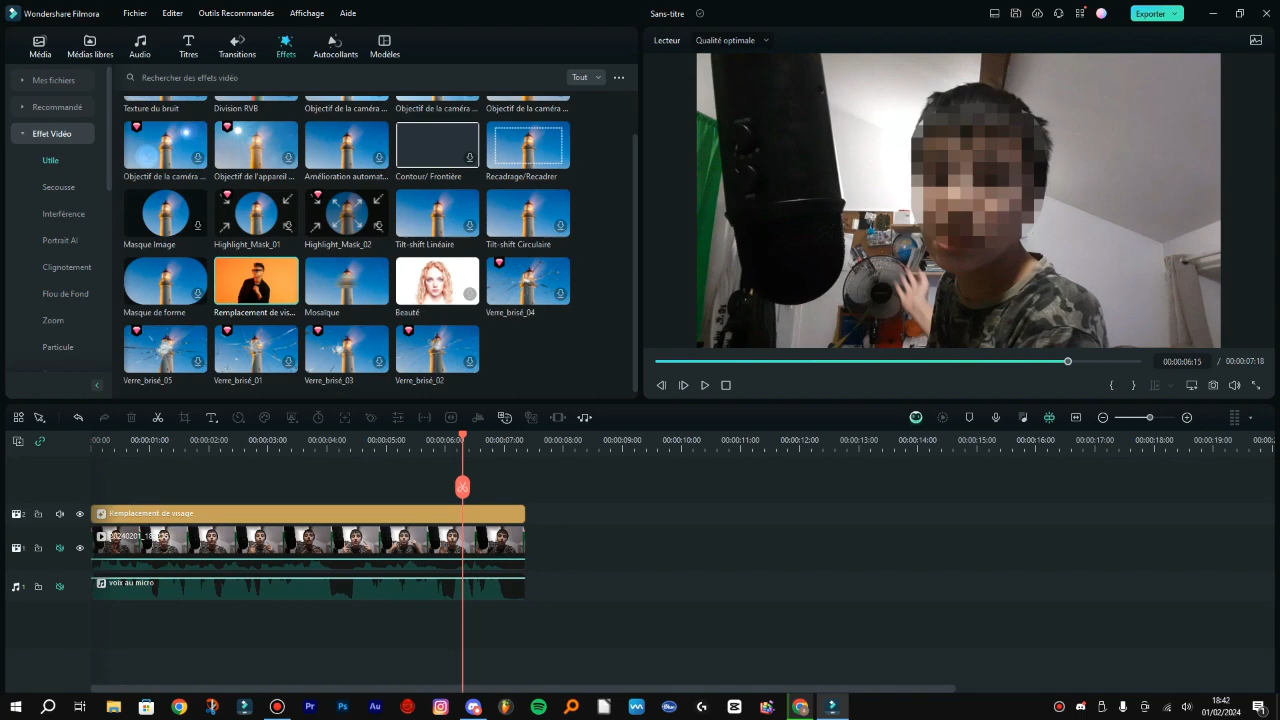 Wondershare Filmora
Fichier
Editer
Outils Recommandés
Affichage
Aide
Sans-titre
Exporter
Média
Médias libres
Audio
Titres
Transitions
Effets
Autocollants
Modèles
Lecteur
Qualité optimale
Mes fichiers
Recommandé
Effet Vidéo
Utile
Secousse
Interférence
Portrait AI
Clignotement
Flou de Fond
Zoom
Particule
Rechercher des effets vidéo
Tout
Texture du bruit
Division RVB
Objectif de la caméra ...
Objectif de la caméra ...
Objectif de la caméra ...
Objectif de la caméra ...
Objectif de l'appareil ...
Amélioration automat...
Contour/ Frontière
Recadrage/Recadrer
Masque Image
Highlight_Mask_01
Highlight_Mask_02
Tilt-shift Linéaire
Tilt-shift Circulaire
Masque de forme
Remplacement de vis...
Mosaïque
Beauté
Verre_brisé_04
Verre_brisé_05
Verre_brisé_01
Verre_brisé_03
Verre_brisé_02
00:00:06:15 / 00:00:07:18
:00:00 00:00:01:00 00:00:02:00 00:00:03:00 00:00:04:00 00:00:05:00 00:00:06:0 00:00:07:00 00:00:08:00 00:00:09:00 00:00:10:00 00:00:11:00 00:00:12:00 00:00:13:00 00:00:14:00 00:00:15:00 00:00:16:00 00:00:17:00 00:00:18:00 00:00:19:00 00:00:2
2
Remplacement de visage
1
1
voix au micro
Pr
Ps
Au
18:42
01/02/2024